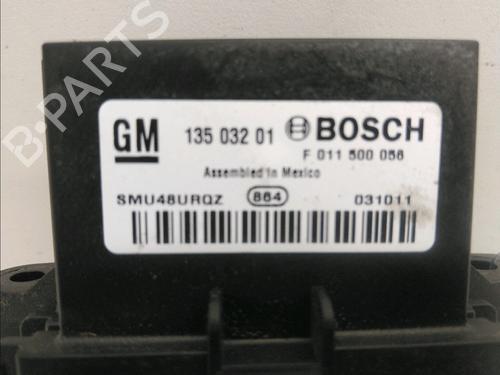 B-PARTS
GM 135 032 01 BOSCH
F 011 500 056
Assembled in Mexico
SMU48URQZ 864 031011